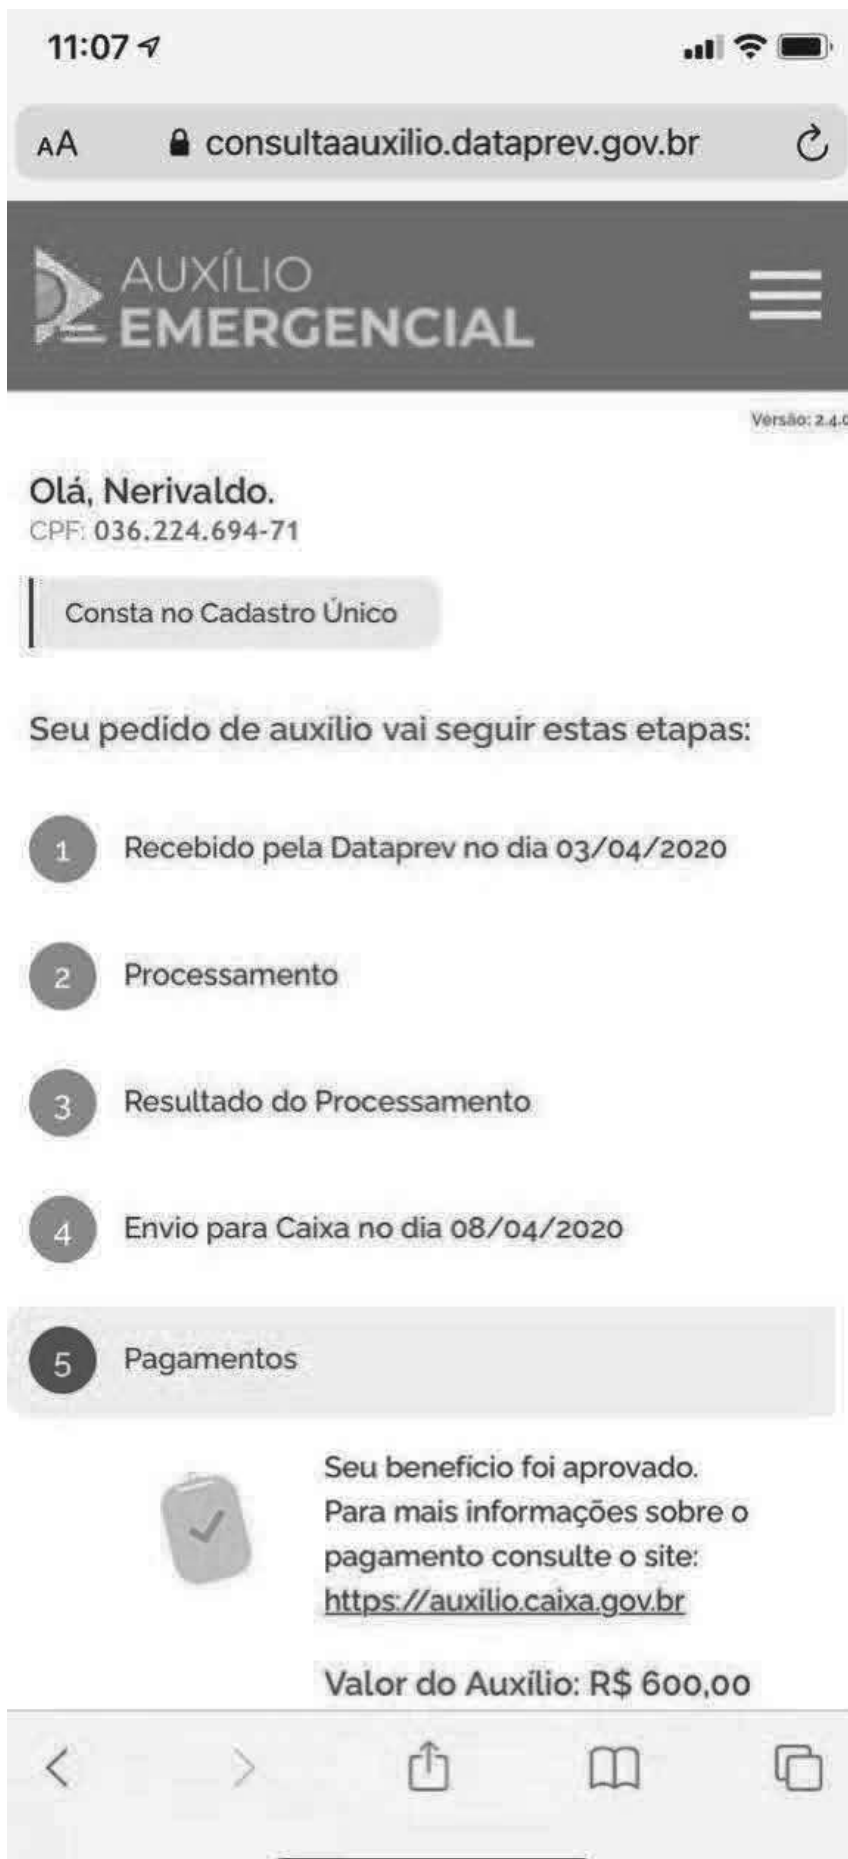 11:07
AA consultaauxilio.dataprev.gov.br
AUXÍLIO
EMERGENCIAL
Versão: 2.4.0
Olá, Nerivaldo.
CPF: 036.224.694-71
Consta no Cadastro Único
Seu pedido de auxílio vai seguir estas etapas:
1 Recebido pela Dataprev no dia 03/04/2020
2 Processamento
3 Resultado do Processamento
4 Envio para Caixa no dia 08/04/2020
5 Pagamentos
Seu benefício foi aprovado.
Para mais informações sobre o
pagamento consulte o site:
https://auxilio.caixa.gov.br
Valor do Auxílio: R$ 600,00